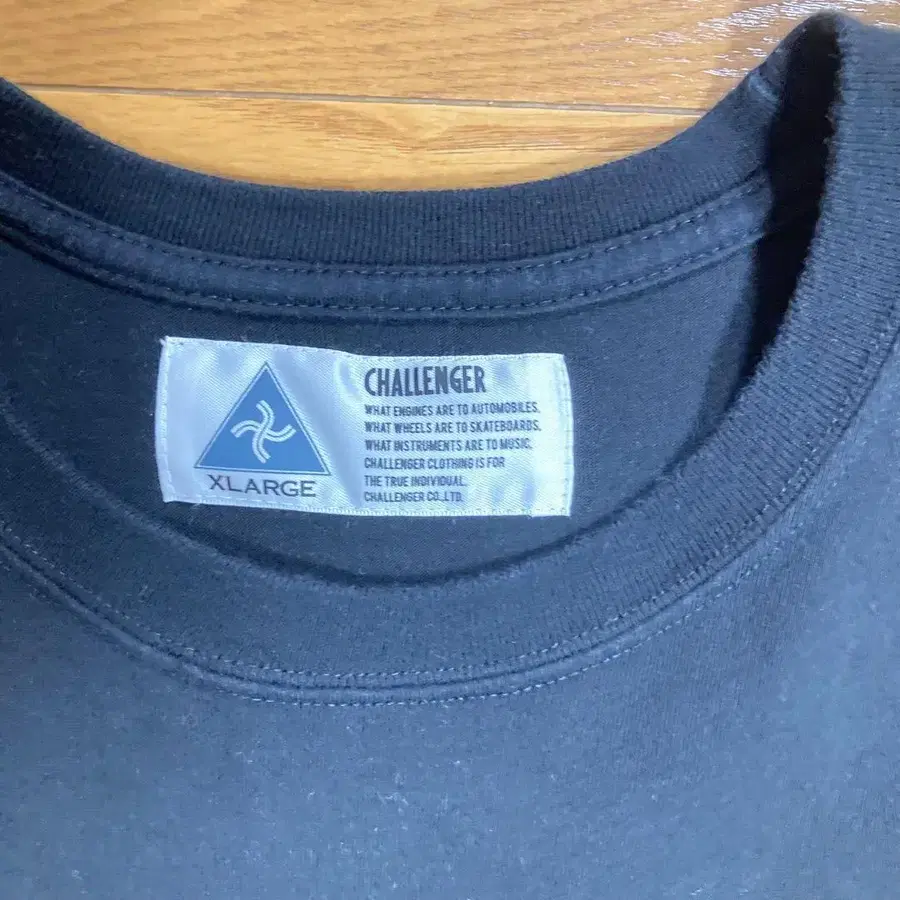 CHALLENGER
WHAT ENGINES ARE TO AUTOMOBILES.
WHAT WHEELS ARE TO SKATEBOARDS.
WHAT INSTRUMENTS ARE TO MUSIC.
CHALLENGER CLOTHING IS FOR
THE TRUE INDIVIDUAL.
CHALLENGER CO.,LTD.
XLARGE